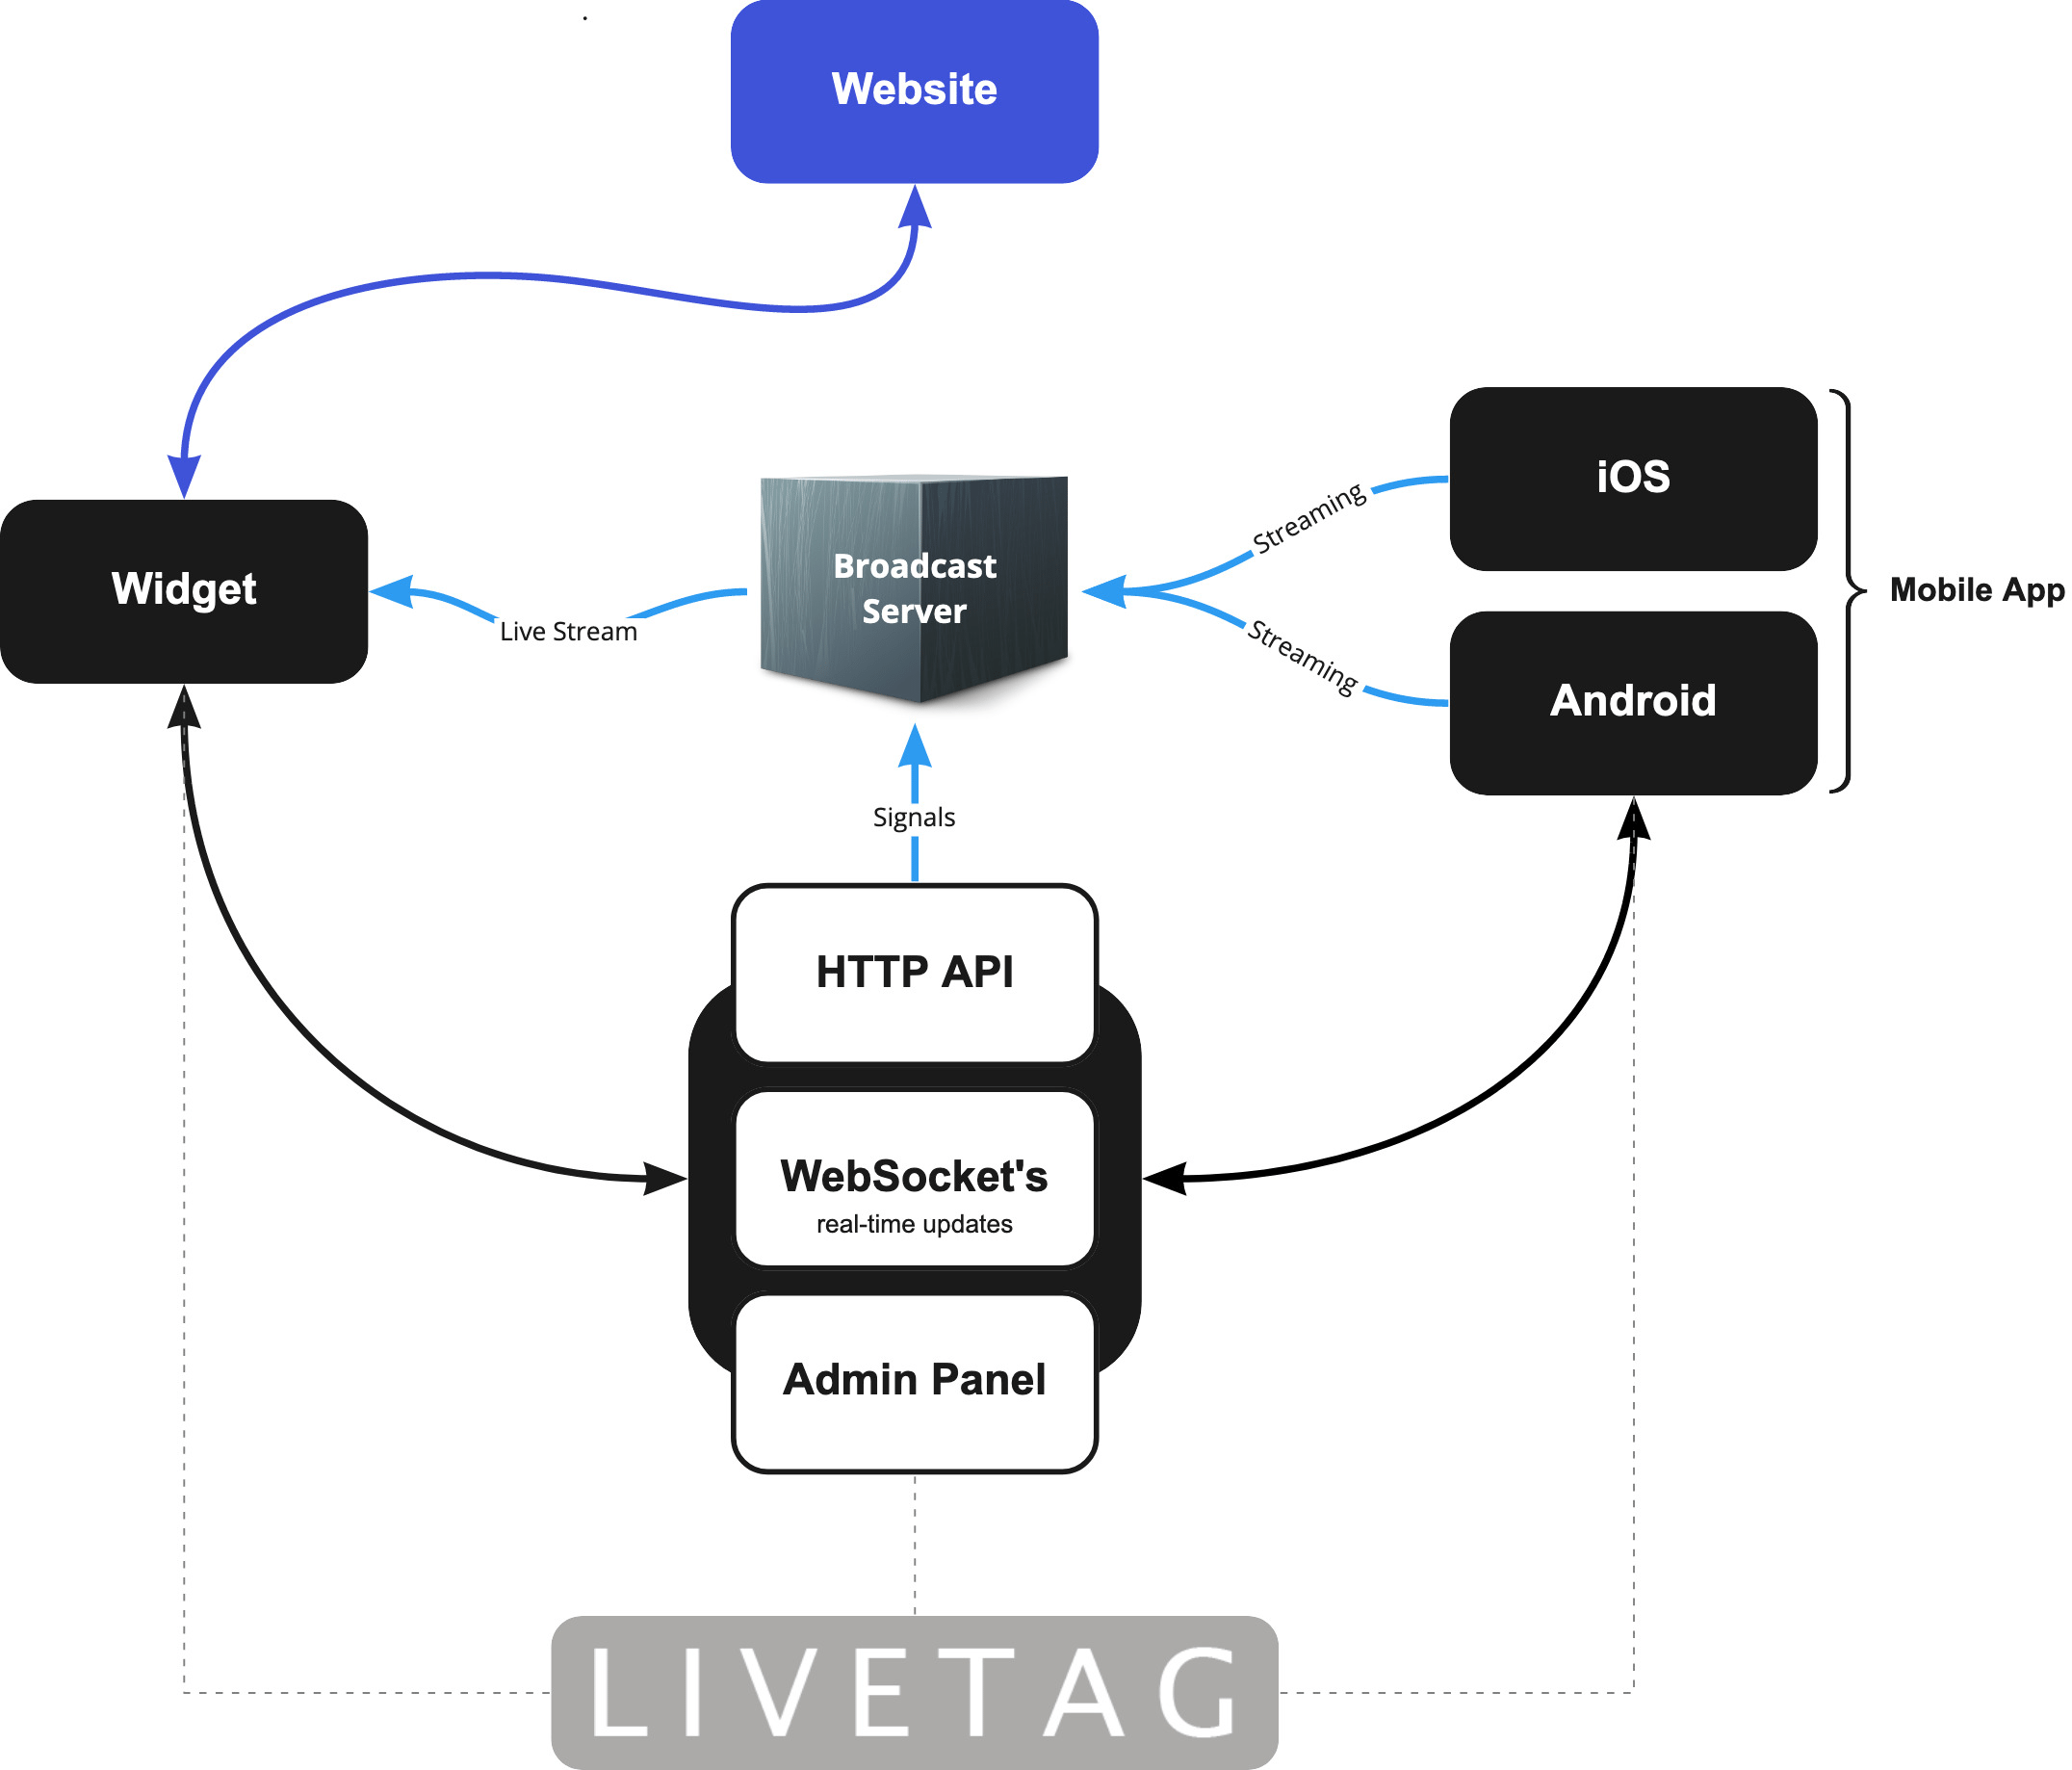 Website
iOS
Streaming
Broadcast
Server
Widget
Live Stream
Mobile App
Streaming
Android
Signals
HTTP API
WebSocket's
real-time updates
Admin Panel
LIVETAG